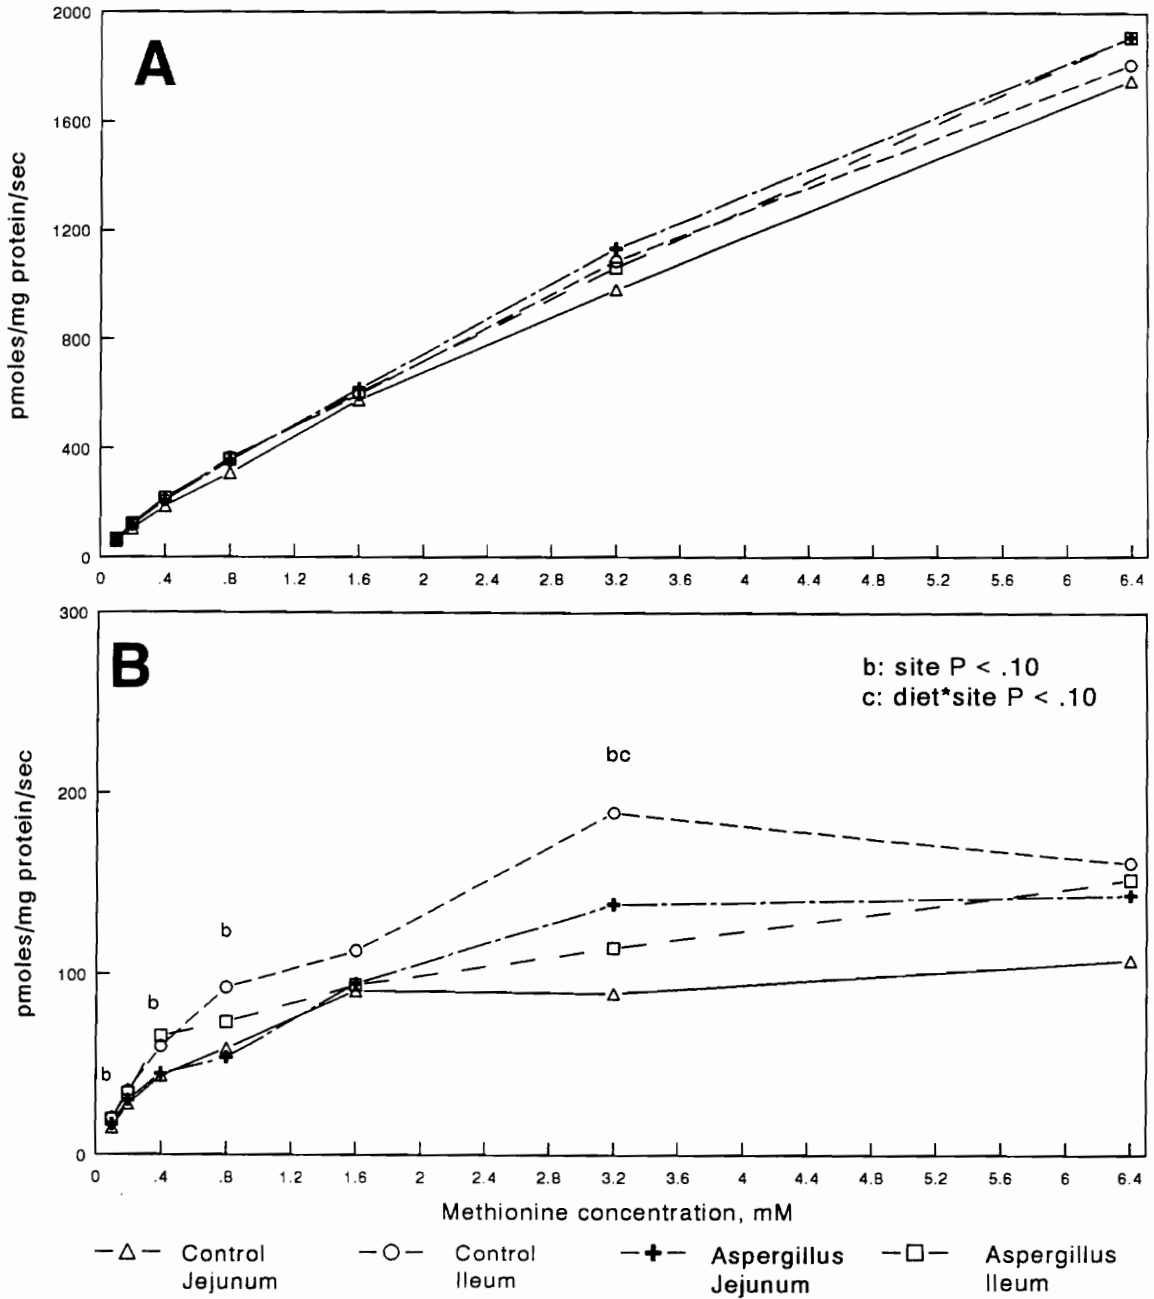 A
2000
1600
1200
800
400
0
pmoles/mg protein/sec
0 .4 .8 1.2 1.6 2 2.4 2.8 3.2 3.6 4 4.4 4.8 5.2 5.6 6 6.4
B
b: site P < .10
c: diet*site P < .10
300
200
100
0
pmoles/mg protein/sec
bc
b
b
b
0 .4 .8 1.2 1.6 2 2.4 2.8 3.2 3.6 4 4.4 4.8 5.2 5.6 6 6.4
Methionine concentration, mM
Control
Jejunum
Control
Ileum
Aspergillus
Jejunum
Aspergillus
Ileum